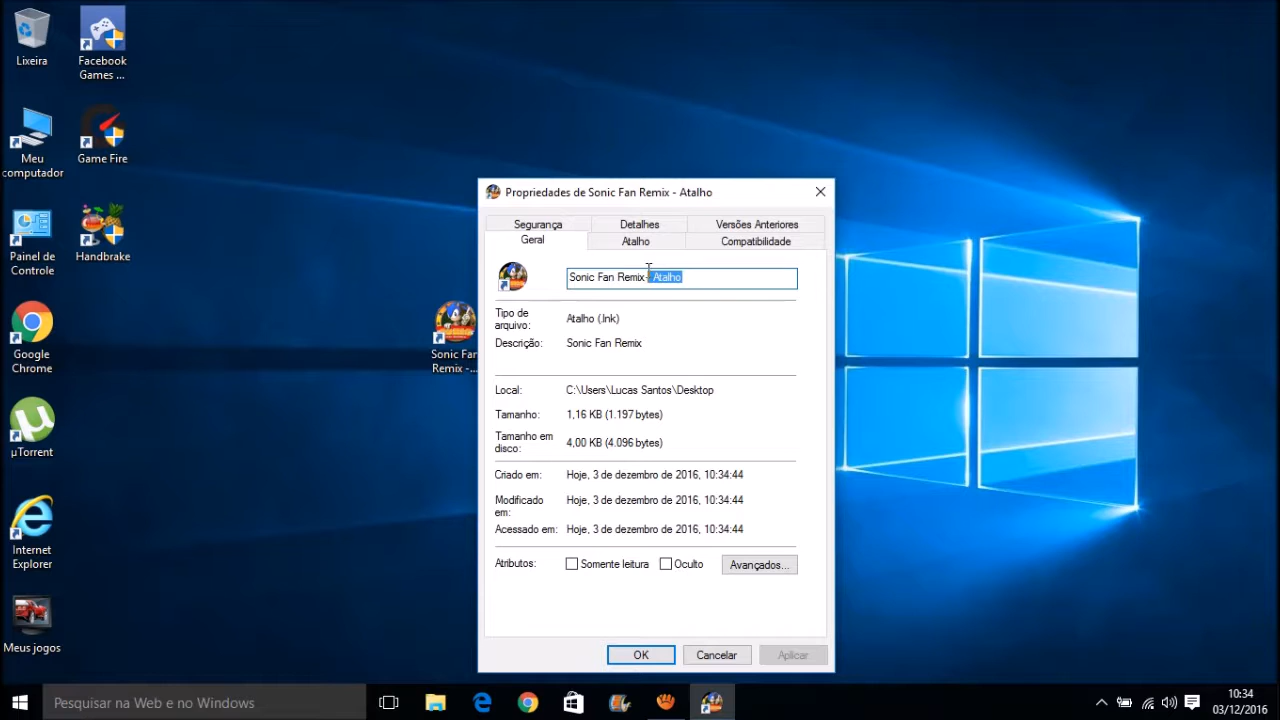 Lixeira
Facebook
Games ...
Meu
computador
Game Fire
Painel de
Controle
Handbrake
Google
Chrome
µTorrent
Internet
Explorer
Meus jogos
Sonic Fan
Remix -...
Propriedades de Sonic Fan Remix - Atalho
Segurança
Detalhes
Versões Anteriores
Geral
Atalho
Compatibilidade
Sonic Fan Remix - Atalho
Tipo de
arquivo:
Atalho (.lnk)
Descrição:
Sonic Fan Remix
Local:
C:\Users\Lucas Santos\Desktop
Tamanho:
1,16 KB (1.197 bytes)
Tamanho em
disco:
4,00 KB (4.096 bytes)
Criado em:
Hoje, 3 de dezembro de 2016, 10:34:44
Modificado
em:
Hoje, 3 de dezembro de 2016, 10:34:44
Acessado em:
Hoje, 3 de dezembro de 2016, 10:34:44
Atributos:
Somente leitura
Oculto
Avançados...
OK
Cancelar
Aplicar
Pesquisar na Web e no Windows
10:34
03/12/2016